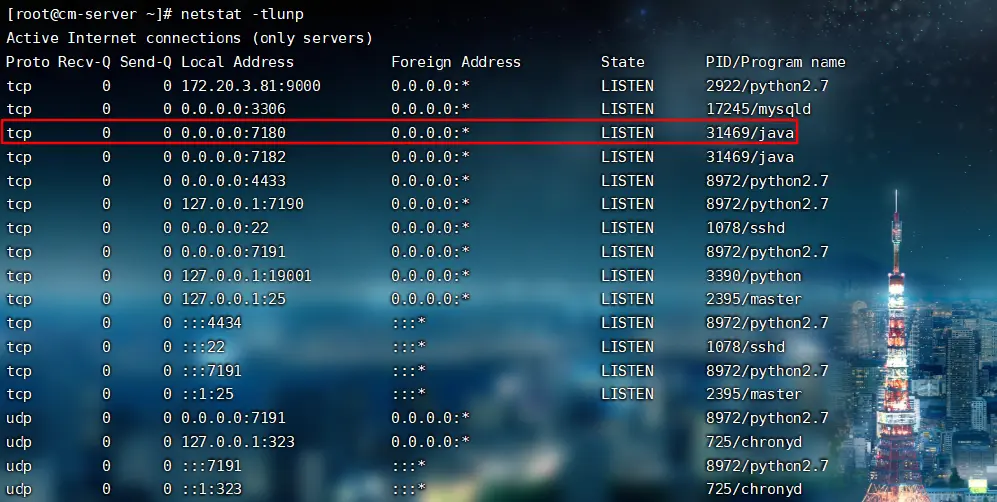 [root@cm-server ~]# netstat -tlunp
Active Internet connections (only servers)
Proto Recv-Q Send-Q Local Address           Foreign Address         State       PID/Program name
tcp        0      0 172.20.3.81:9000        0.0.0.0:*               LISTEN      2922/python2.7
tcp        0      0 0.0.0.0:3306            0.0.0.0:*               LISTEN      17245/mysqld
tcp        0      0 0.0.0.0:7180            0.0.0.0:*               LISTEN      31469/java
tcp        0      0 0.0.0.0:7182            0.0.0.0:*               LISTEN      31469/java
tcp        0      0 0.0.0.0:4433            0.0.0.0:*               LISTEN      8972/python2.7
tcp        0      0 127.0.0.1:7190          0.0.0.0:*               LISTEN      8972/python2.7
tcp        0      0 0.0.0.0:22              0.0.0.0:*               LISTEN      1078/sshd
tcp        0      0 0.0.0.0:7191            0.0.0.0:*               LISTEN      8972/python2.7
tcp        0      0 127.0.0.1:19001         0.0.0.0:*               LISTEN      3390/python
tcp        0      0 127.0.0.1:25            0.0.0.0:*               LISTEN      2395/master
tcp        0      0 :::4434                 :::*                    LISTEN      8972/python2.7
tcp        0      0 :::22                   :::*                    LISTEN      1078/sshd
tcp        0      0 :::7191                 :::*                    LISTEN      8972/python2.7
tcp        0      0 ::1:25                  :::*                    LISTEN      2395/master
udp        0      0 0.0.0.0:7191            0.0.0.0:*                           8972/python2.7
udp        0      0 127.0.0.1:323           0.0.0.0:*                           725/chronyd
udp        0      0 :::7191                 :::*                                8972/python2.7
udp        0      0 ::1:323                 :::*                                725/chronyd